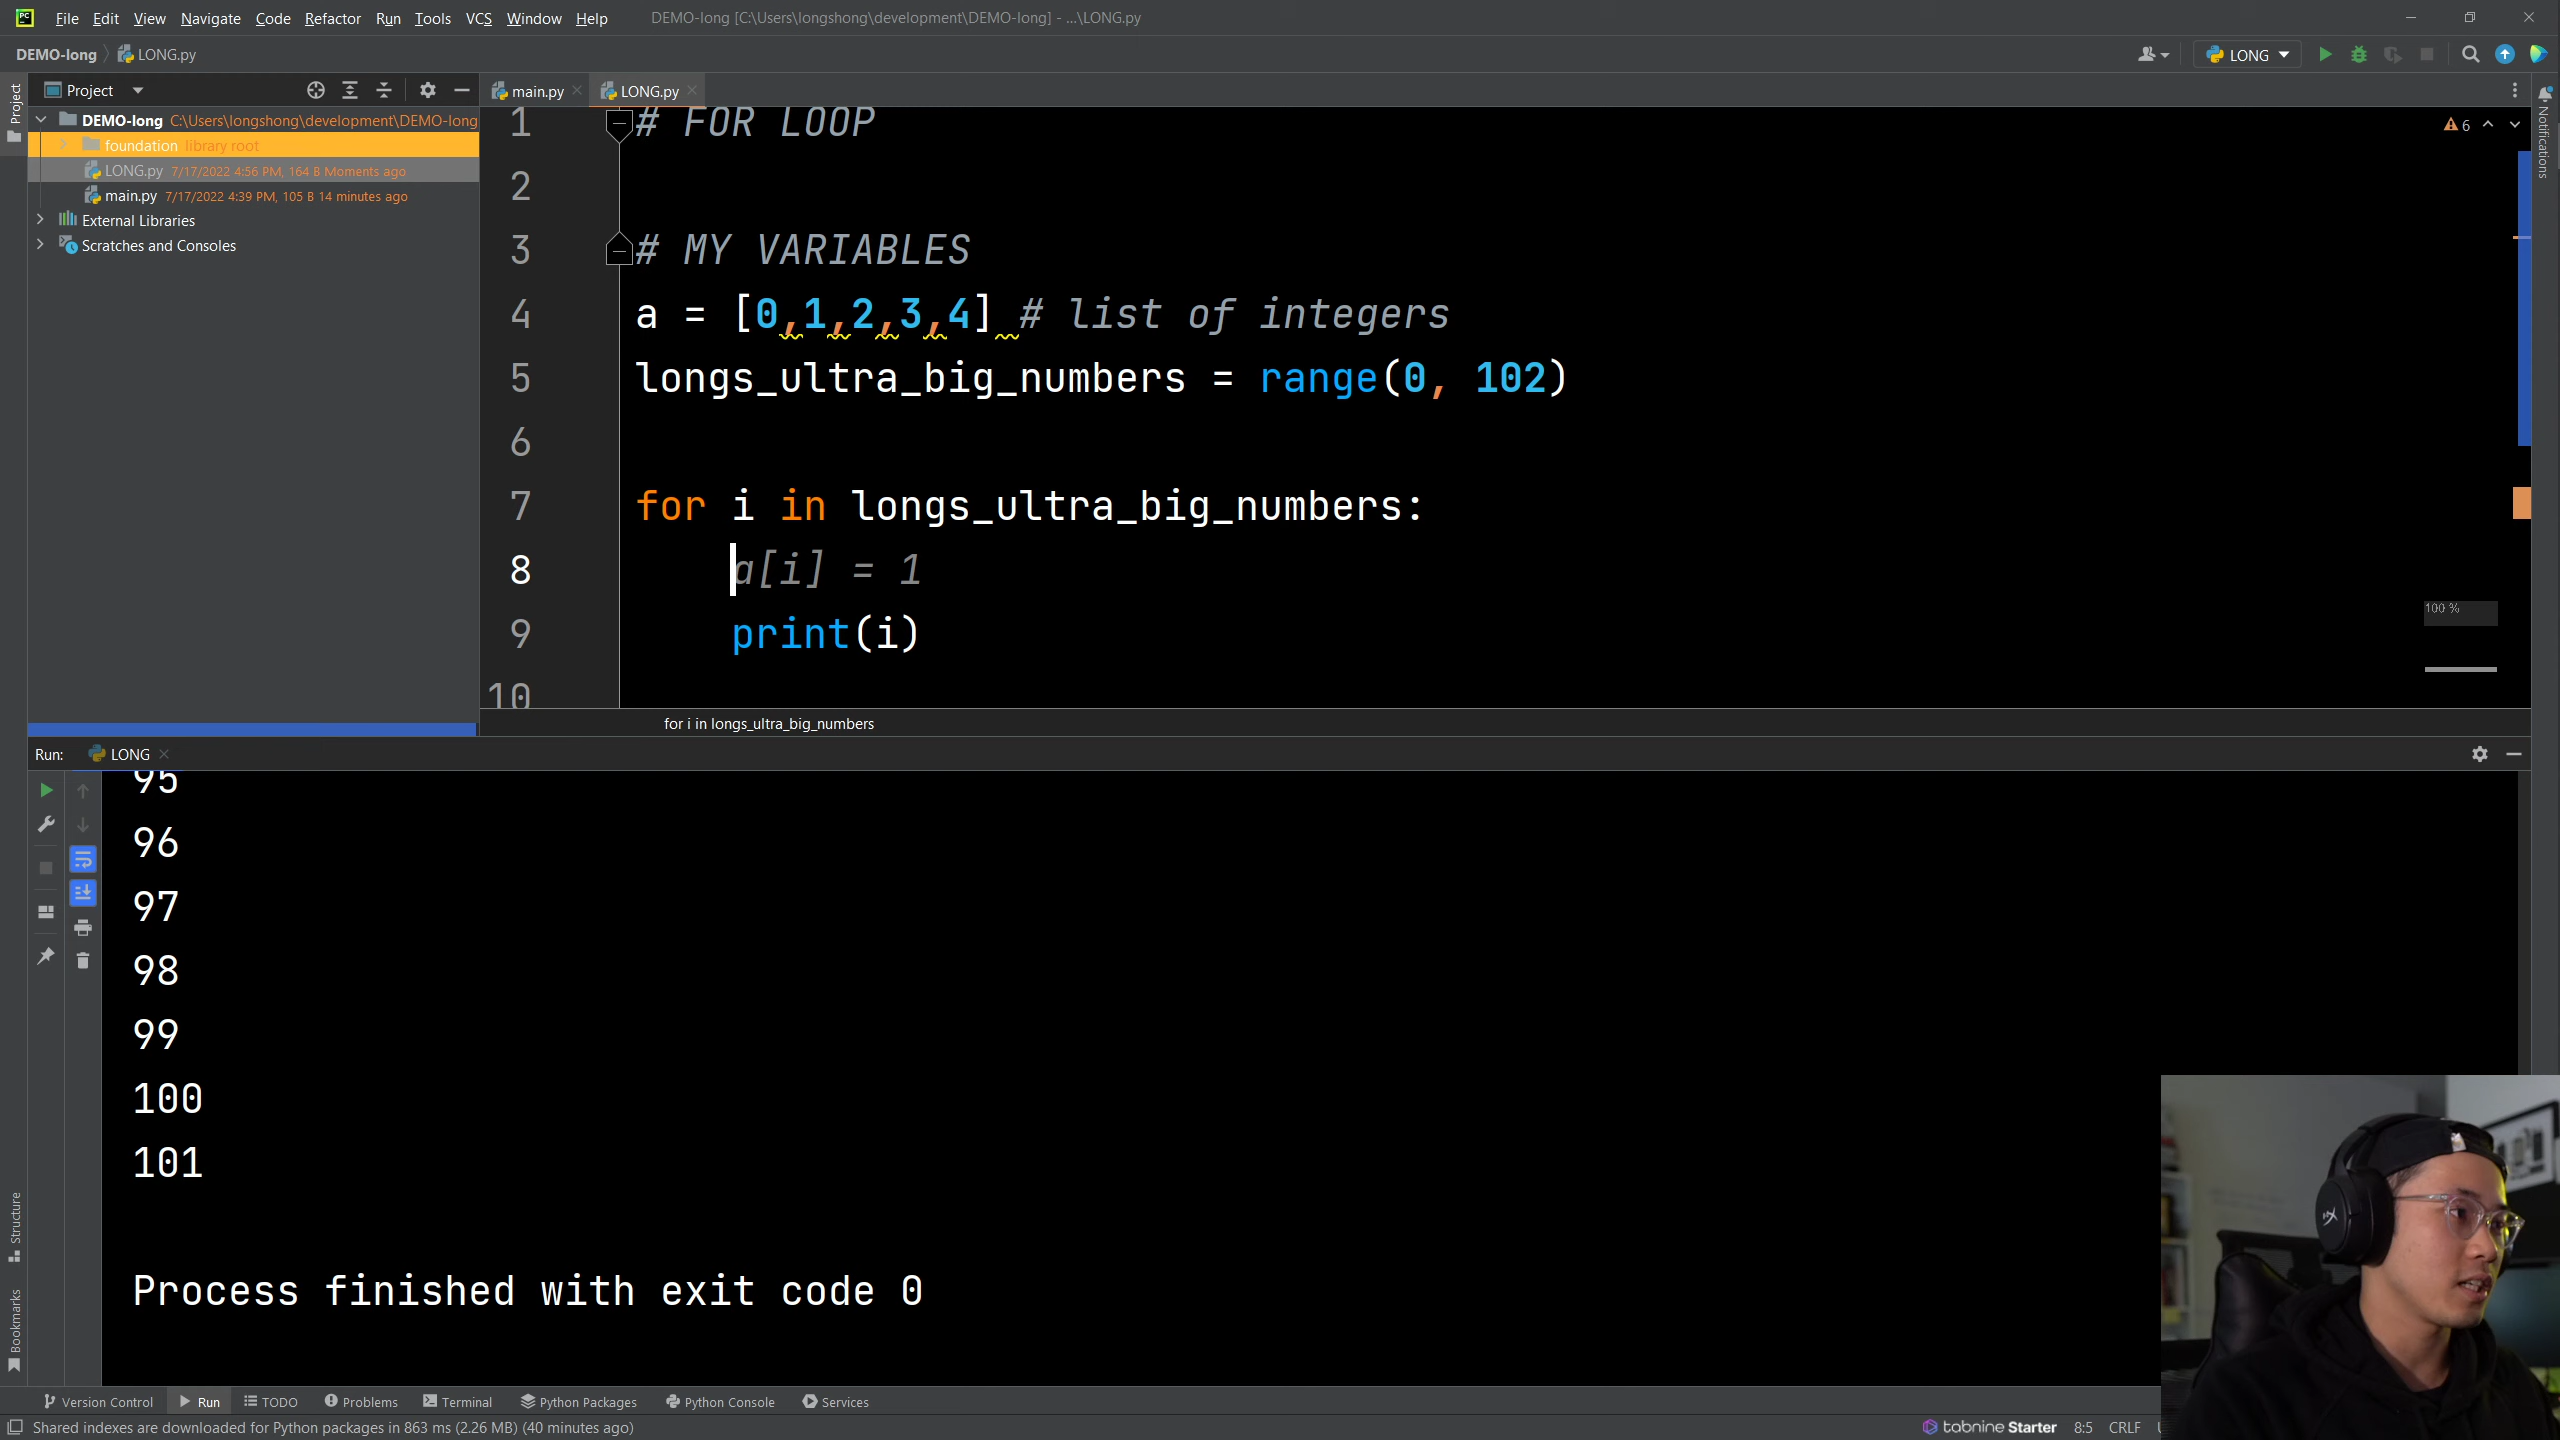 File Edit View Navigate Code Refactor Run Tools VCS Window Help DEMO-long [C:\Users\longshong\development\DEMO-long] - ...\LONG.py
DEMO-long LONG.py
LONG
Project
main.py
LONG.py
Project
DEMO-long C:\Users\longshong\development\DEMO-long
foundation library root
LONG.py 7/17/2022 4:56 PM, 164 B Moments ago
main.py 7/17/2022 4:39 PM, 105 B 14 minutes ago
External Libraries
Scratches and Consoles
1 # FOR LOOP
2
3 # MY VARIABLES
4 a = [0,1,2,3,4] # list of integers
5 longs_ultra_big_numbers = range(0, 102)
6
7 for i in longs_ultra_big_numbers:
8 a[i] = 1
9 print(i)
10
6
Notifications
100 %
for i in longs_ultra_big_numbers
Run: LONG
95
96
97
98
99
100
101
Process finished with exit code 0
Structure
Bookmarks
Version Control Run TODO Problems Terminal Python Packages Python Console Services
Shared indexes are downloaded for Python packages in 863 ms (2.26 MB) (40 minutes ago)
tabnine Starter 8:5 CRLF